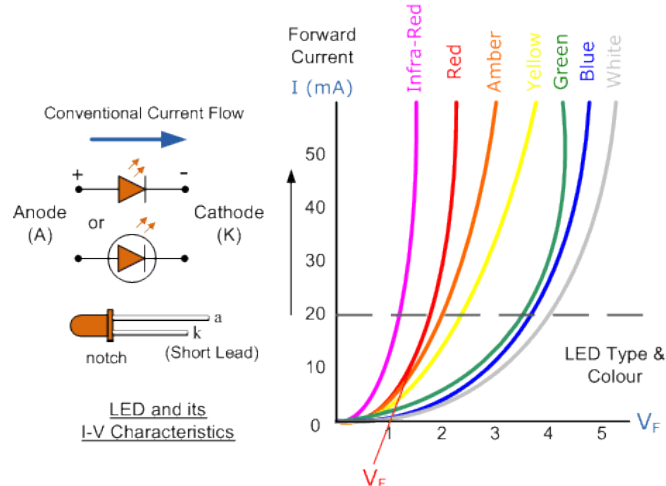 Forward
Current
I (mA)
Infra-Red
Red
Amber
Yellow
Green
Blue
White
Conventional Current Flow
+
-
Anode
(A)
or
Cathode
(K)
a
k
notch
(Short Lead)
LED and its
I-V Characteristics
50
40
30
20
10
0
1
2
3
4
5
V_F
LED Type &
Colour
V_F